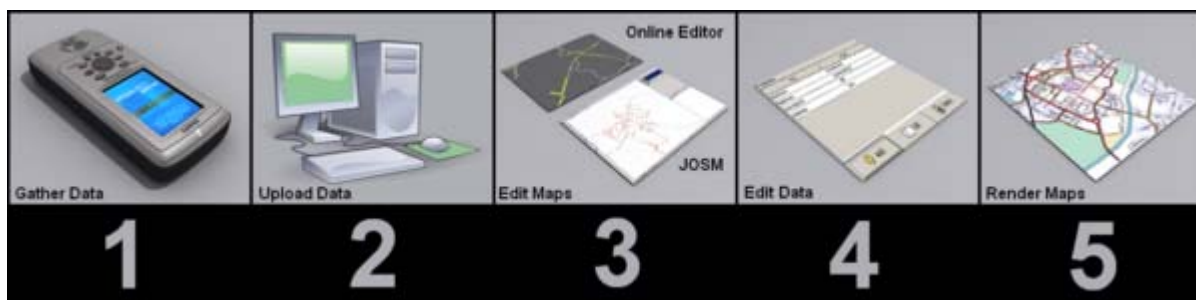 Gather Data
Upload Data
Online Editor
JOSM
Edit Maps
Edit Data
Render Maps
1 2 3 4 5